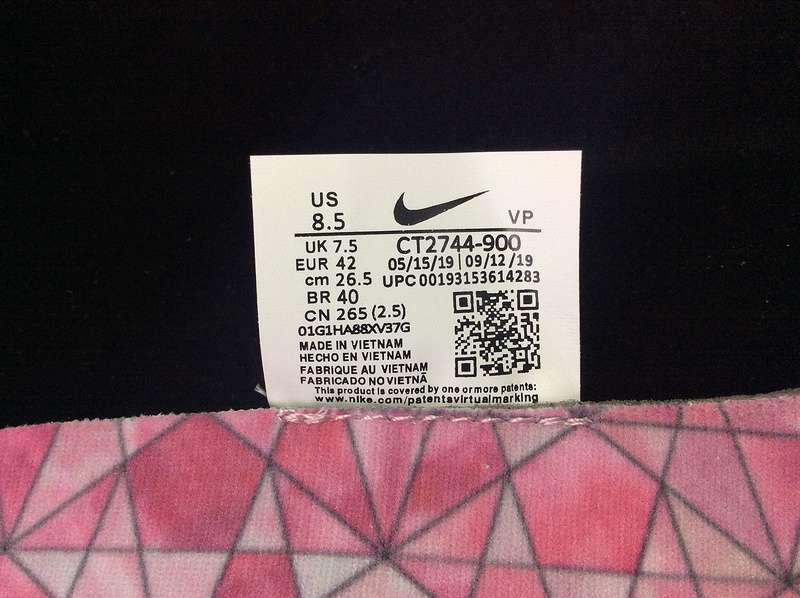 US
8.5
VP
UK 7.5
CT2744-900
EUR 42
05/15/19 | 09/12/19
cm 26.5
UPC 00193153614283
BR 40
CN 265 (2.5)
01G1HA88XV37G
MADE IN VIETNAM
HECHO EN VIETNAM
FABRIQUE AU VIETNAM
FABRICADO NO VIETNÃ
This product is covered by one or more patents:
www.nike.com/patentsvirtualmarking